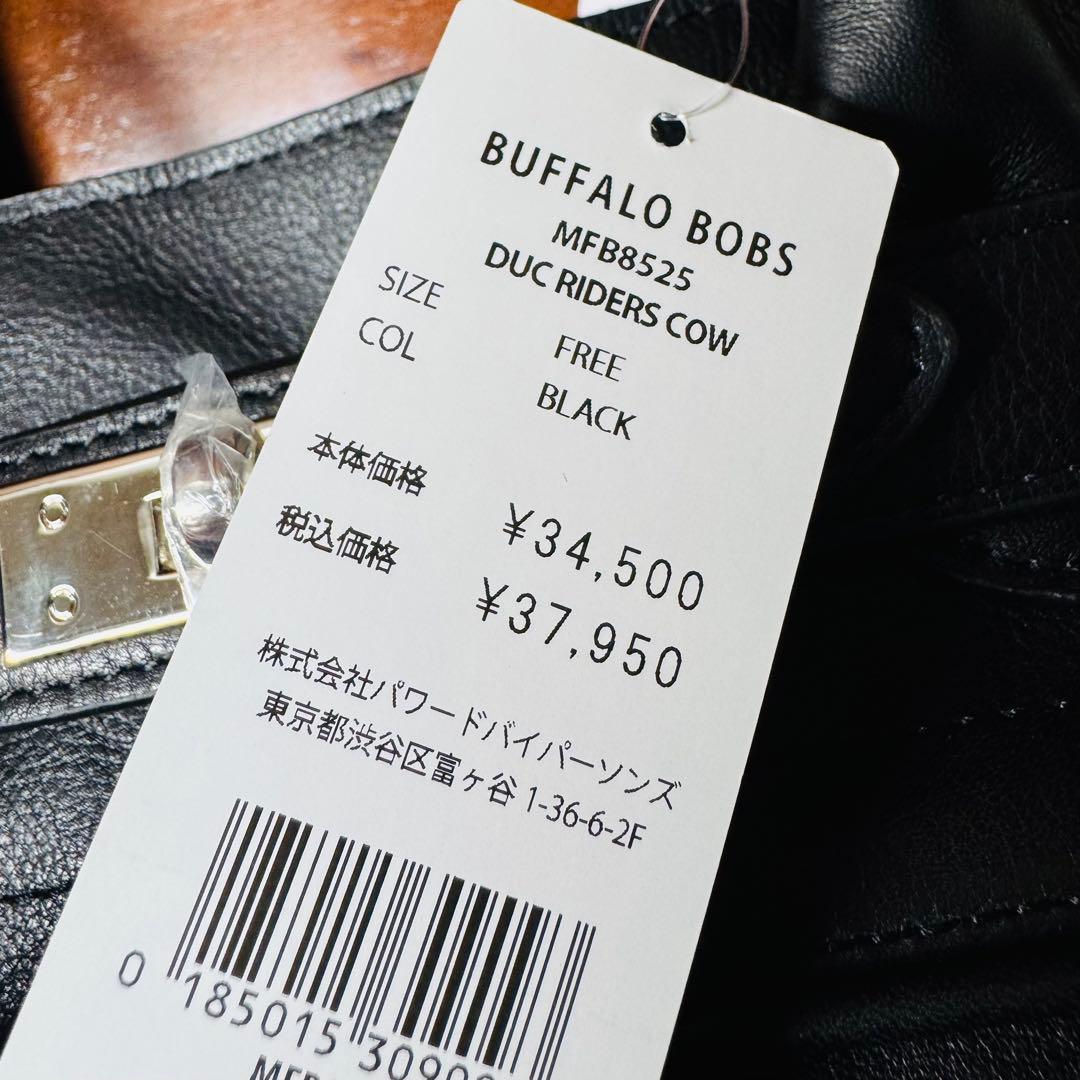 BUFFALO BOBS
MFB8525
DUC RIDERS COW
SIZE FREE
COL BLACK
本体価格 ¥34,500
税込価格 ¥37,950
株式会社パワードバイパーソンズ
東京都渋谷区富ヶ谷 1-36-6-2F
0 185015